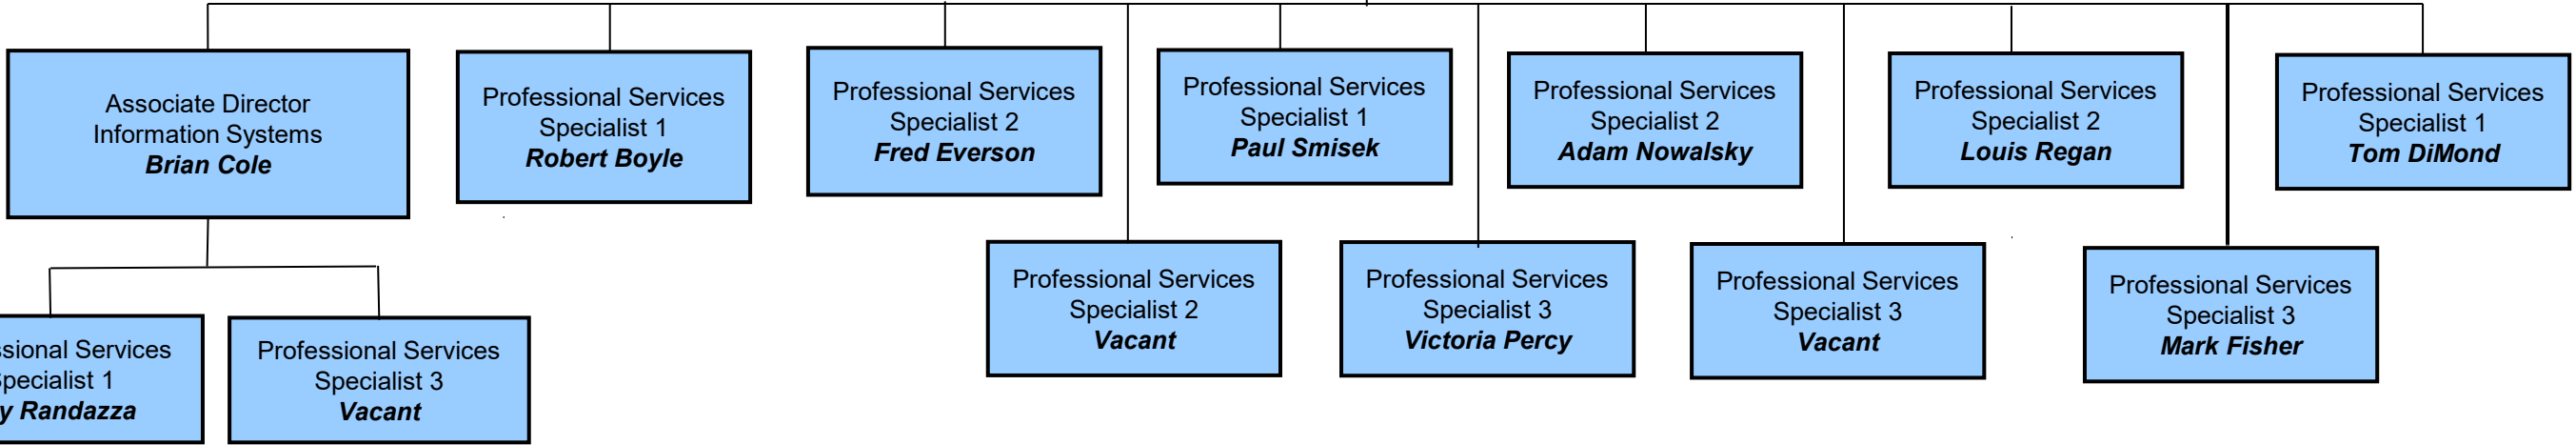 Associate Director
Information Systems
Brian Cole
Professional Services
Specialist 1
Robert Boyle
Professional Services
Specialist 2
Fred Everson
Professional Services
Specialist 1
Paul Smisek
Professional Services
Specialist 2
Adam Nowalsky
Professional Services
Specialist 2
Louis Regan
Professional Services
Specialist 1
Tom DiMond
Professional Services
Specialist 2
Vacant
Professional Services
Specialist 3
Victoria Percy
Professional Services
Specialist 3
Vacant
Professional Services
Specialist 3
Mark Fisher
Services
1
Randazza
Professional Services
Specialist 3
Vacant